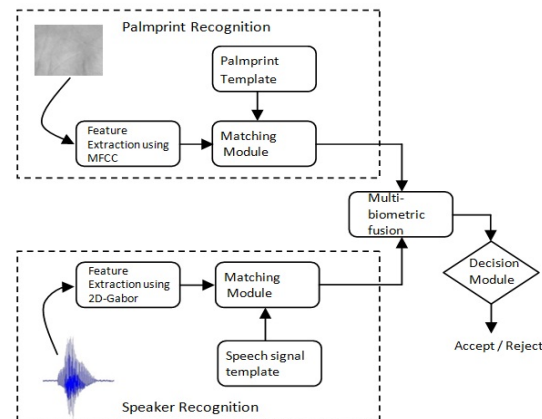 Palmprint Recognition
Palmprint
Template
Feature
Extraction using
MFCC
Matching
Module
Multi-
biometric
fusion
Feature
Extraction using
2D-Gabor
Matching
Module
Decision
Module
Speech signal
template
Accept / Reject
Speaker Recognition